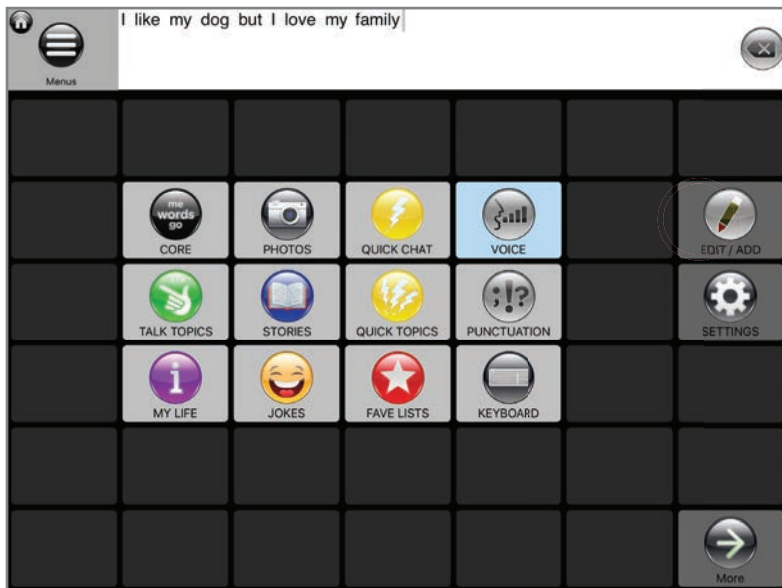 I like my dog but I love my family
Menus
me
words
go
CORE
PHOTOS
QUICK CHAT
VOICE
EDIT / ADD
;!?
TALK TOPICS
STORIES
QUICK TOPICS
PUNCTUATION
SETTINGS
i
MY LIFE
JOKES
FAVE LISTS
KEYBOARD
More